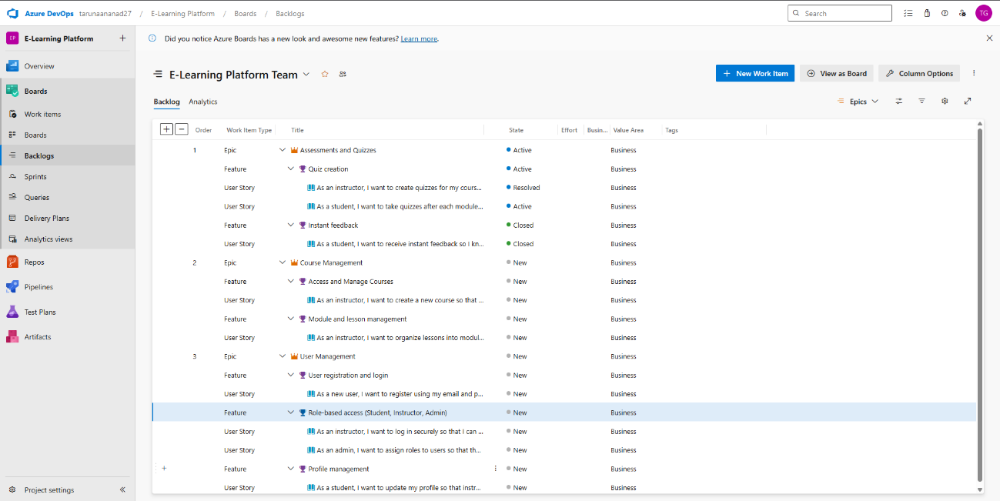 Azure DevOps tarunaananad27 / E-Learning Platform / Boards / Backlogs Search TG
EP E-Learning Platform
Did you notice Azure Boards has a new look and awesome new features? Learn more.
Overview
Boards
Work items
Boards
Backlogs
Sprints
Queries
Delivery Plans
Analytics views
Repos
Pipelines
Test Plans
Artifacts
Project settings
E-Learning Platform Team
New Work Item View as Board Column Options
Backlog Analytics Epics
Order Work Item Type Title State Effort Busin... Value Area Tags
1 Epic Assessments and Quizzes Active Business
Feature Quiz creation Active Business
User Story As an instructor, I want to create quizzes for my cours... Resolved Business
User Story As a student, I want to take quizzes after each module... Active Business
Feature Instant feedback Closed Business
User Story As a student, I want to receive instant feedback so I kn... Closed Business
2 Epic Course Management New Business
Feature Access and Manage Courses New Business
User Story As an instructor, I want to create a new course so that ... New Business
Feature Module and lesson management New Business
User Story As an instructor, I want to organize lessons into modul... New Business
3 Epic User Management New Business
Feature User registration and login New Business
User Story As a new user, I want to register using my email and p... New Business
Feature Role-based access (Student, Instructor, Admin) New Business
User Story As an instructor, I want to log in securely so that I can ... New Business
User Story As an admin, I want to assign roles to users so that th... New Business
Feature Profile management New Business
User Story As a student, I want to update my profile so that instr... New Business